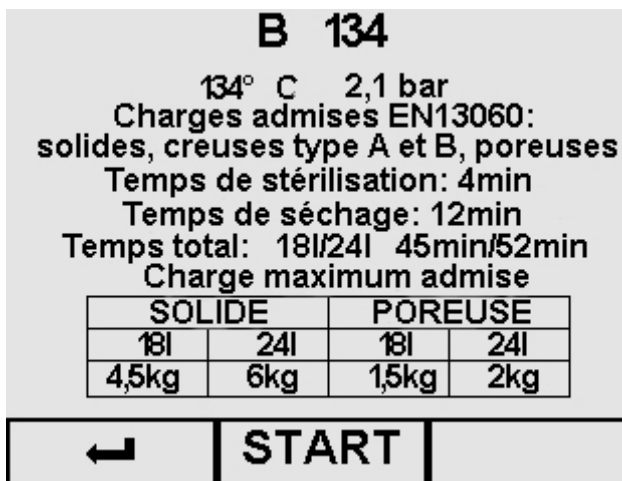 B 134
134° C 2,1 bar
Charges admises EN13060:
solides, creuses type A et B, poreuses
Temps de stérilisation: 4min
Temps de séchage: 12min
Temps total: 18l/24l 45min/52min
Charge maximum admise
SOLIDE POREUSE
18l 24l 18l 24l
4,5kg 6kg 1,5kg 2kg
START